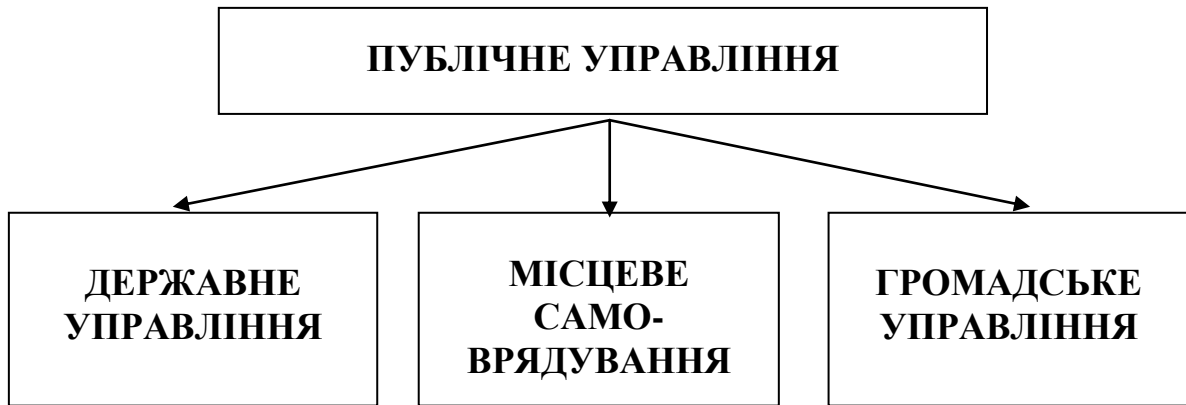 ПУБЛІЧНЕ УПРАВЛІННЯ
ДЕРЖАВНЕ
УПРАВЛІННЯ
МІСЦЕВЕ
САМО-
ВРЯДУВАННЯ
ГРОМАДСЬКЕ
УПРАВЛІННЯ